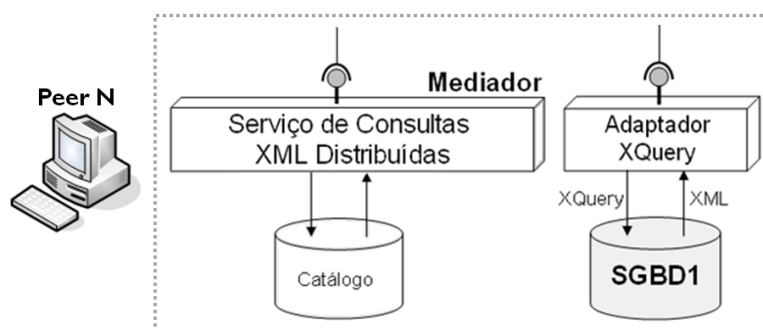 Peer N
Mediador
Serviço de Consultas
XML Distribuídas
Catálogo
Adaptador
XQuery
XQuery
XML
SGBD1